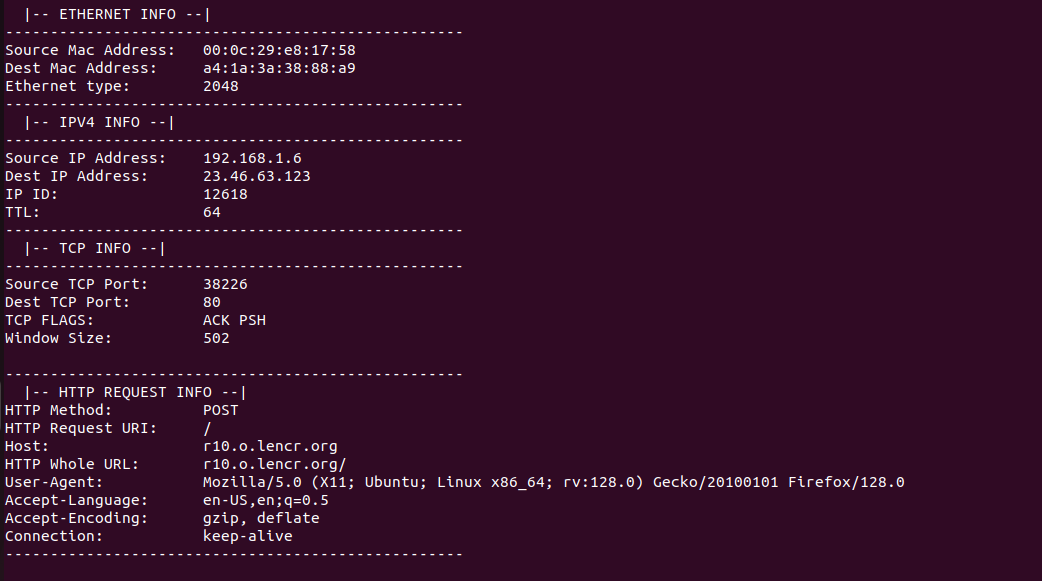 |-- ETHERNET INFO --|
---------------------------------------------------
Source Mac Address:   00:0c:29:e8:17:58
Dest Mac Address:     a4:1a:3a:38:88:a9
Ethernet type:        2048
---------------------------------------------------
  |-- IPV4 INFO --|
---------------------------------------------------
Source IP Address:    192.168.1.6
Dest IP Address:      23.46.63.123
IP ID:                12618
TTL:                  64
---------------------------------------------------
  |-- TCP INFO --|
---------------------------------------------------
Source TCP Port:      38226
Dest TCP Port:        80
TCP FLAGS:            ACK PSH
Window Size:          502

---------------------------------------------------
  |-- HTTP REQUEST INFO --|
HTTP Method:          POST
HTTP Request URI:     /
Host:                 r10.o.lencr.org
HTTP Whole URL:       r10.o.lencr.org/
User-Agent:           Mozilla/5.0 (X11; Ubuntu; Linux x86_64; rv:128.0) Gecko/20100101 Firefox/128.0
Accept-Language:      en-US,en;q=0.5
Accept-Encoding:      gzip, deflate
Connection:           keep-alive
---------------------------------------------------